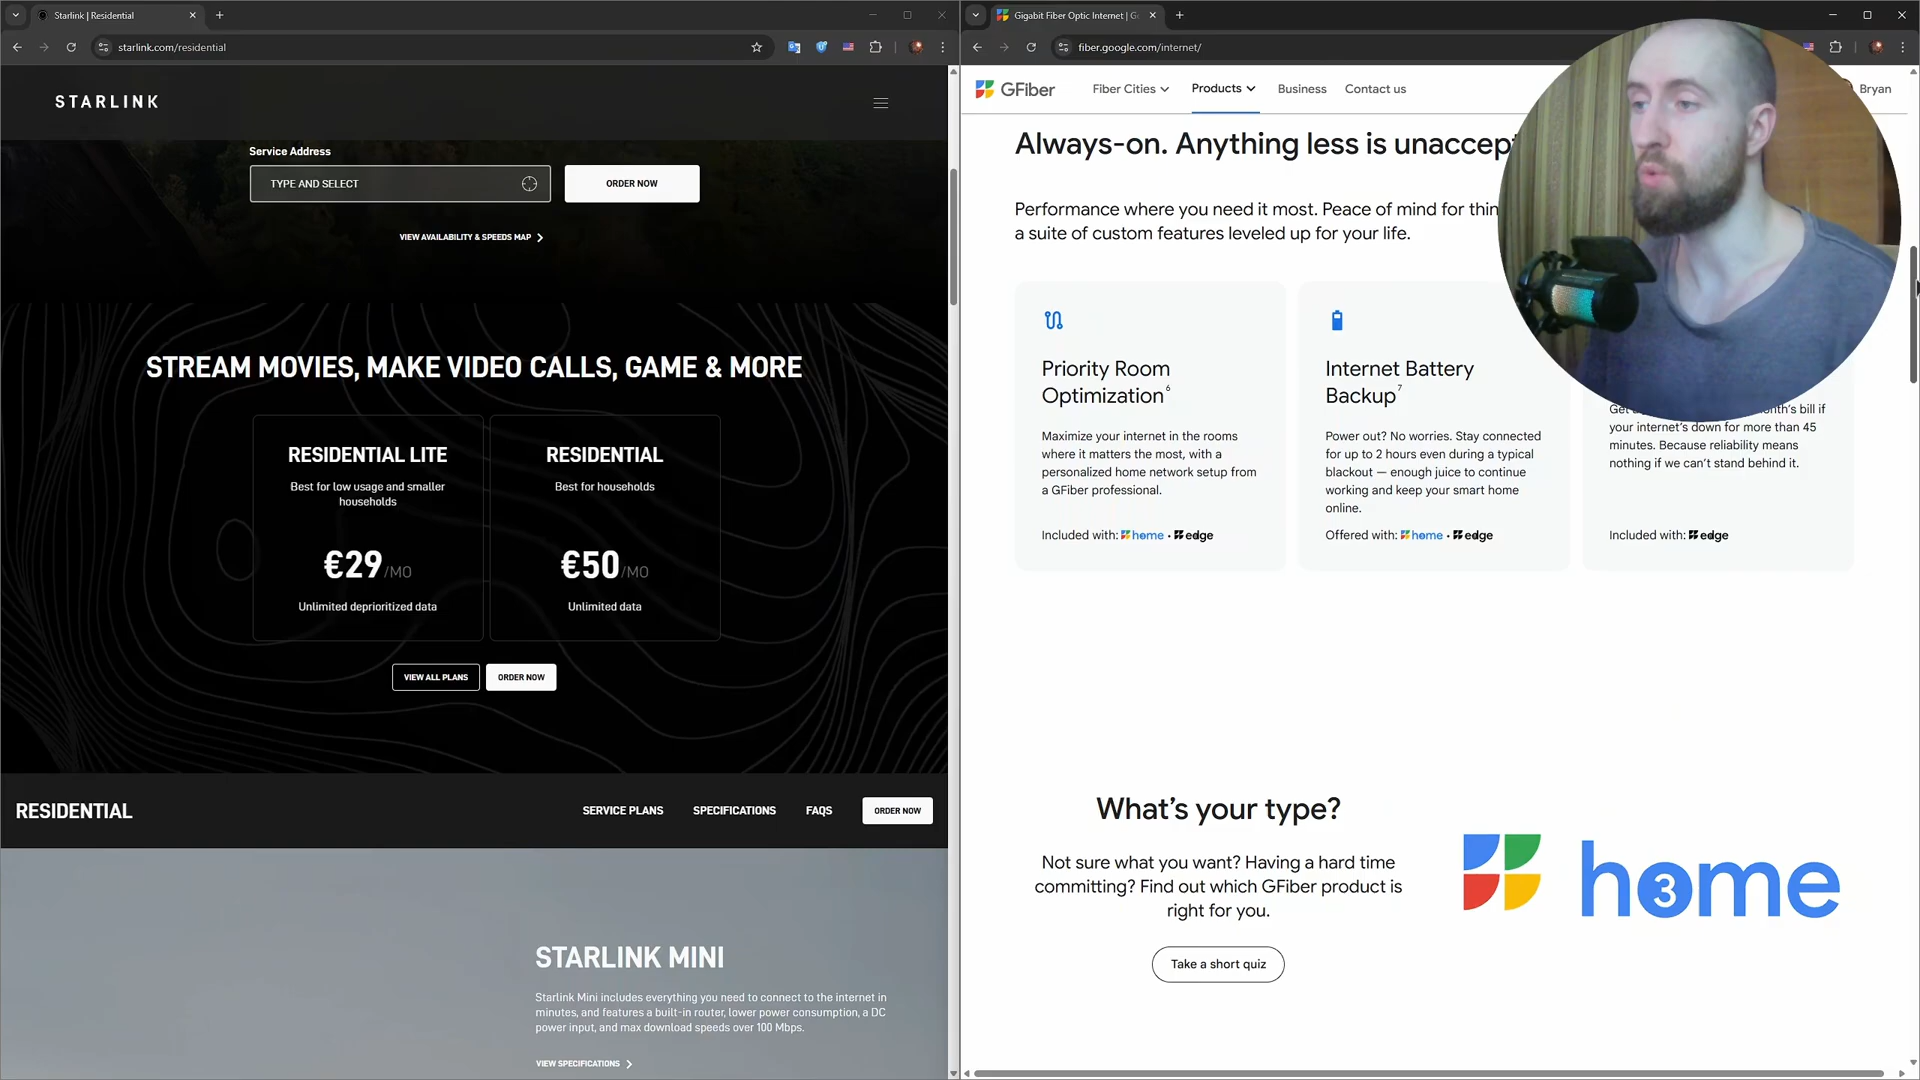 Starlink | Residential
starlink.com/residential
STARLINK
Service Address
TYPE AND SELECT
ORDER NOW
VIEW AVAILABILITY & SPEEDS MAP
STREAM MOVIES, MAKE VIDEO CALLS, GAME & MORE
RESIDENTIAL LITE
Best for low usage and smaller
households
€29/MO
Unlimited deprioritized data
RESIDENTIAL
Best for households
€50/MO
Unlimited data
VIEW ALL PLANS
ORDER NOW
RESIDENTIAL
SERVICE PLANS
SPECIFICATIONS
FAQS
ORDER NOW
STARLINK MINI
Starlink Mini includes everything you need to connect to the internet in
minutes, and features a built-in router, lower power consumption, a DC
power input, and max download speeds over 100 Mbps.
VIEW SPECIFICATIONS
Gigabit Fiber Optic Internet |
fiber.google.com/internet/
GFiber
Fiber Cities
Products
Business
Contact us
Bryan
Always-on. Anything less is
Performance where you need it most. Peace of mind for
a suite of custom features leveled up for your life.
Priority Room
Optimization⁶
Maximize your internet in the rooms
where it matters the most, with a
personalized home network setup from
a GFiber professional.
Included with: home · edge
Internet Battery
Backup⁷
Power out? No worries. Stay connected
for up to 2 hours even during a typical
blackout — enough juice to continue
working and keep your smart home
online.
Offered with: home · edge
Get bill if
your internet's down for more than 45
minutes. Because reliability means
nothing if we can't stand behind it.
Included with: edge
What's your type?
Not sure what you want? Having a hard time
committing? Find out which GFiber product is
right for you.
Take a short quiz
home
3